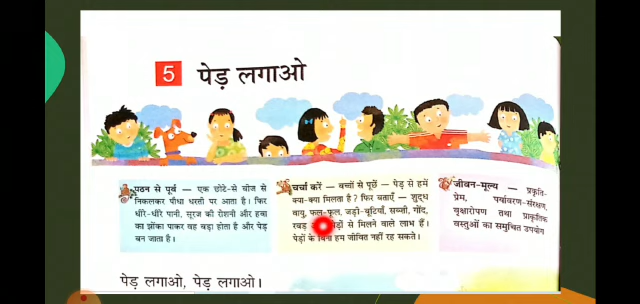 5 पेड़ लगाओ
पठन से पूर्व — एक छोटे-से बीज से
निकलकर पौधा धरती पर आता है। फिर
धीरे-धीरे पानी, सूरज की रोशनी और हवा
का झोंका पाकर वह बड़ा होता है और पेड़
बन जाता है।
चर्चा करें — बच्चों से पूछें — पेड़ से हमें
क्या-क्या मिलता है? फिर बताएँ — शुद्ध
वायु, फल-फूल, जड़ी-बूटियाँ, सब्ज़ी, गोंद,
रबड़ पेड़ों से मिलने वाले लाभ हैं।
पेड़ों के बिना हम जीवित नहीं रह सकते।
जीवन-मूल्य — प्रकृति-
प्रेम, पर्यावरण-संरक्षण,
वृक्षारोपण तथा प्राकृतिक
वस्तुओं का समुचित उपयोग
पेड़ लगाओ, पेड़ लगाओ।